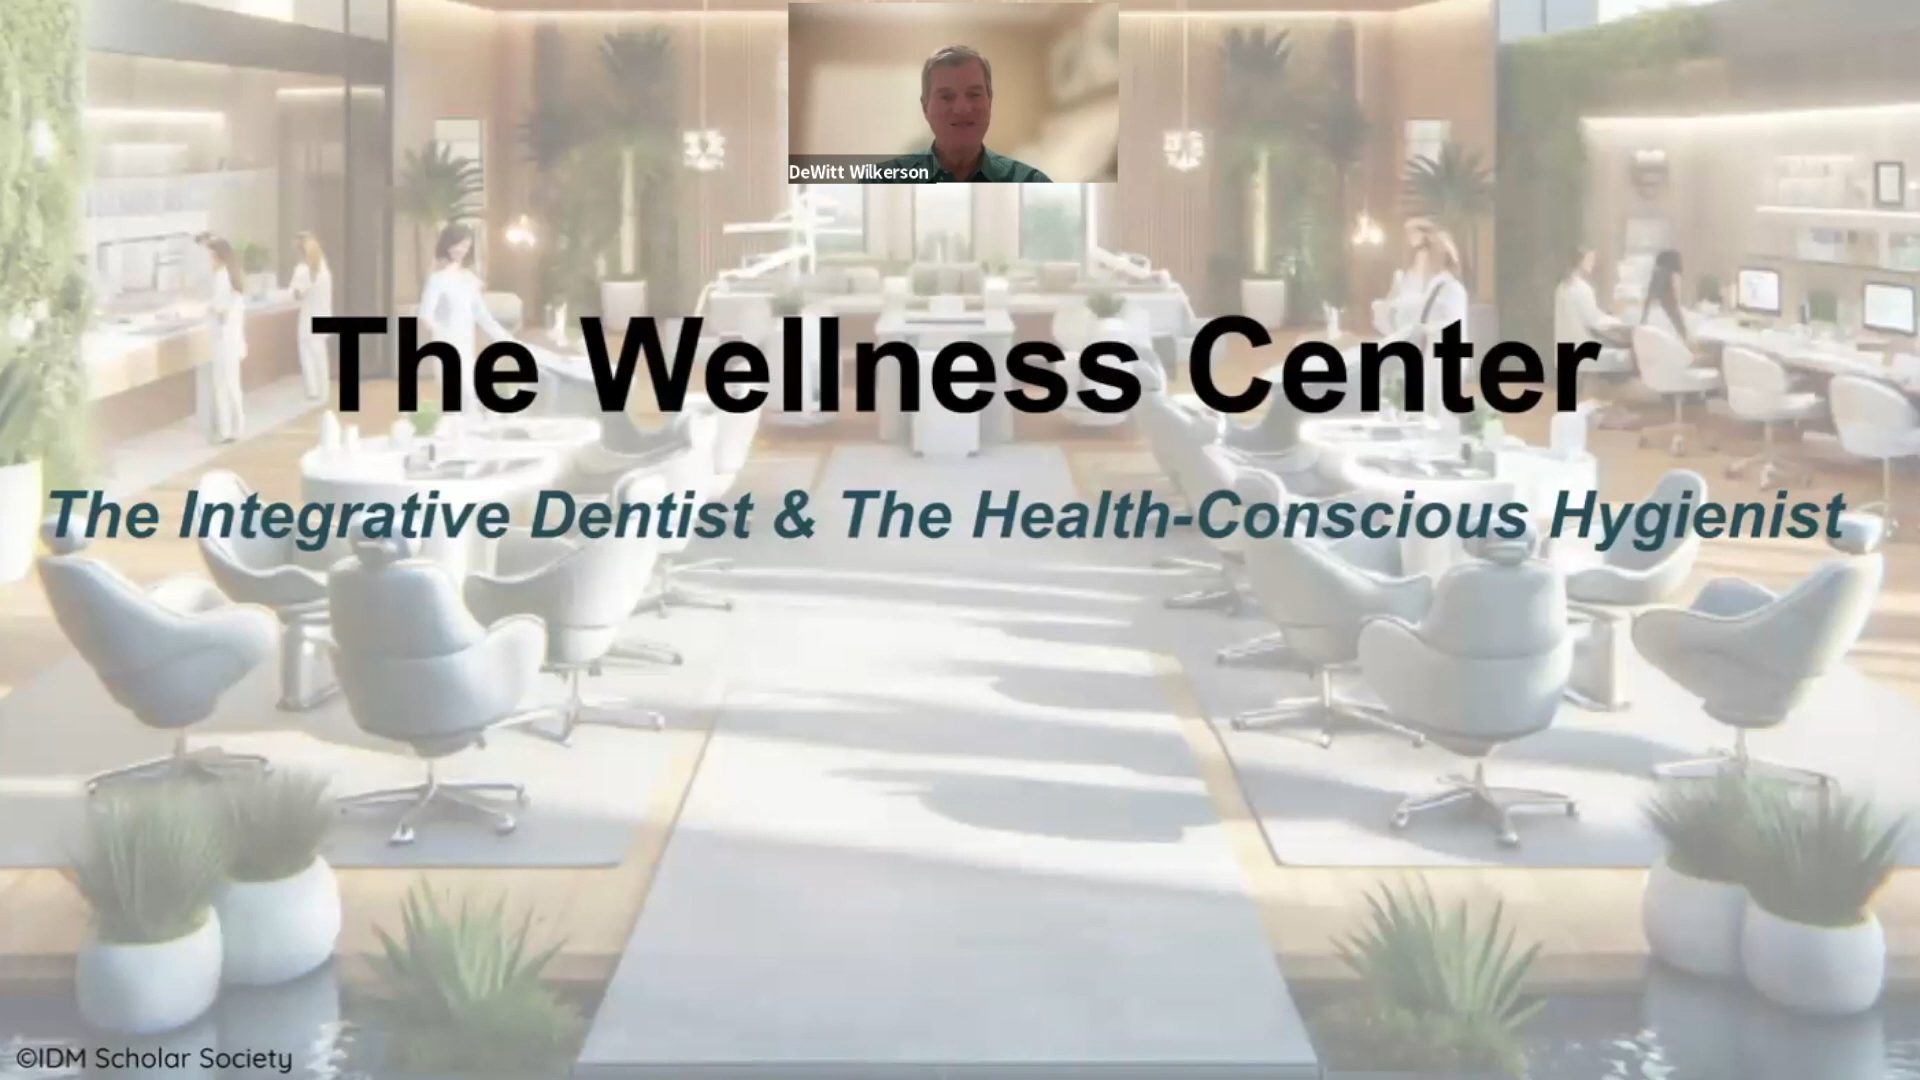 DeWitt Wilkerson
The Wellness Center
The Integrative Dentist & The Health-Conscious Hygienist
©IDM Scholar Society